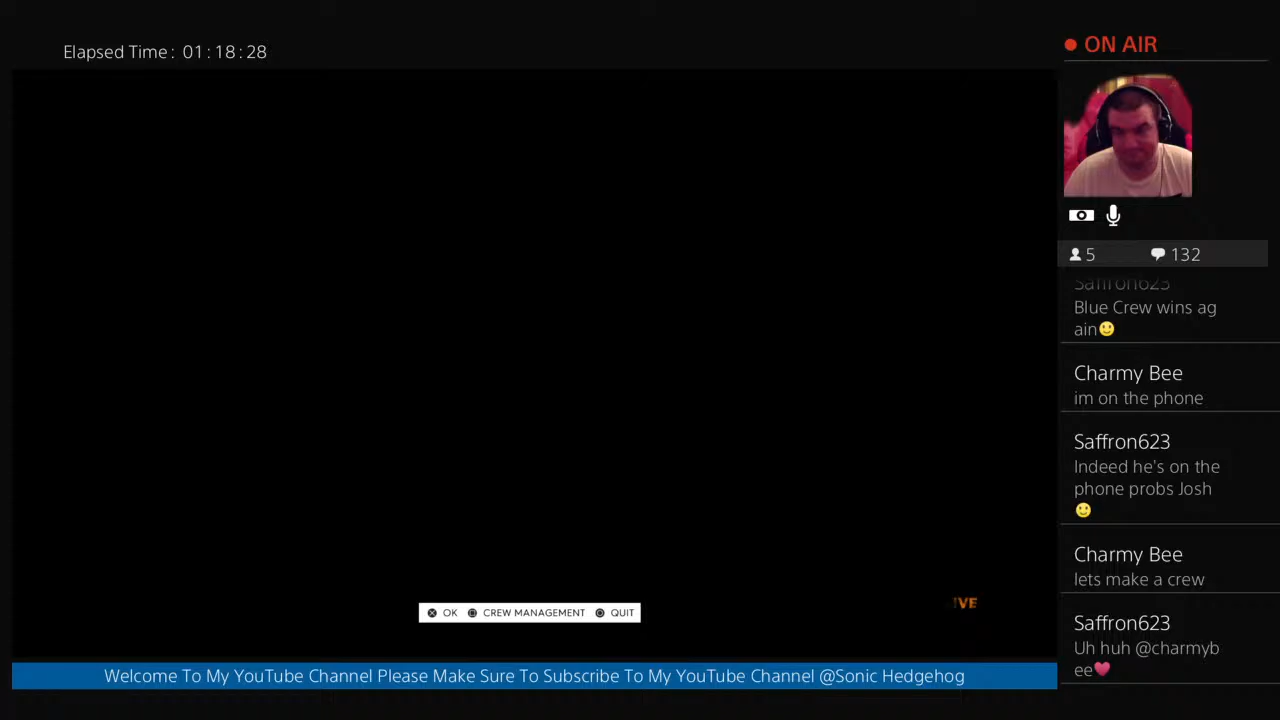 Elapsed Time: 01:18:28
ON AIR
5 132
Saffron623
Blue Crew wins ag
ain🙂
Charmy Bee
im on the phone
Saffron623
Indeed he's on the
phone probs Josh
🙂
Charmy Bee
lets make a crew
Saffron623
Uh huh @charmyb
ee❤
OK CREW MANAGEMENT QUIT
Welcome To My YouTube Channel Please Make Sure To Subscribe To My YouTube Channel @Sonic Hedgehog